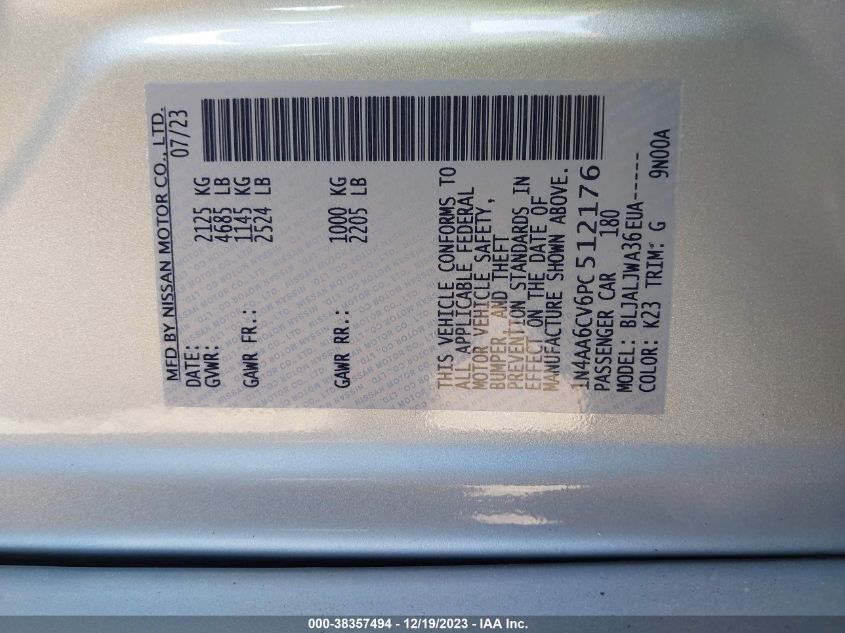 MFD BY NISSAN MOTOR CO., LTD.
DATE: 07/23
GVWR: 2125 KG
4685 LB
GAWR FR.: 1145 KG
2524 LB
GAWR RR.: 1000 KG
2205 LB
THIS VEHICLE CONFORMS TO
ALL APPLICABLE FEDERAL
MOTOR VEHICLE SAFETY,
BUMPER, AND THEFT
PREVENTION STANDARDS IN
EFFECT ON THE DATE OF
MANUFACTURE SHOWN ABOVE.
1N4AA6CV6PC512176
PASSENGER CAR 180
MODEL: BLJALJWA36EUA-----
COLOR: K23 TRIM: G 9N00A
000-38357494 - 12/19/2023 - IAA Inc.